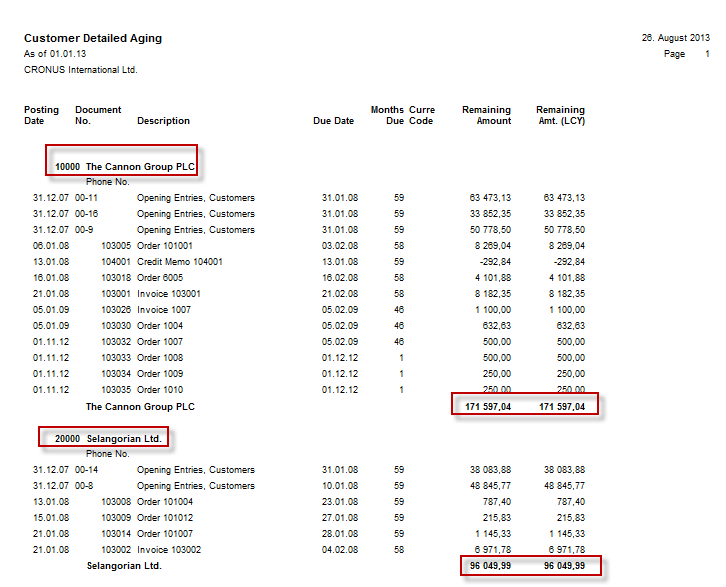 Customer Detailed Aging 26. August 2013
As of 01.01.13 Page 1
CRONUS International Ltd.
Posting Document Months Curre Remaining Remaining
Date No. Description Due Date Due Code Amount Amt. (LCY)
10000 The Cannon Group PLC
Phone No.
31.12.07 00-11 Opening Entries, Customers 31.01.08 59 63 473,13 63 473,13
31.12.07 00-16 Opening Entries, Customers 31.01.08 59 33 852,35 33 852,35
31.12.07 00-9 Opening Entries, Customers 31.01.08 59 50 778,50 50 778,50
06.01.08 103005 Order 101001 03.02.08 58 8 269,04 8 269,04
13.01.08 104001 Credit Memo 104001 13.01.08 59 -292,84 -292,84
16.01.08 103018 Order 6005 16.02.08 58 4 101,88 4 101,88
21.01.08 103001 Invoice 103001 21.02.08 58 8 182,35 8 182,35
05.01.09 103026 Invoice 1007 05.02.09 46 1 100,00 1 100,00
05.01.09 103030 Order 1004 05.02.09 46 632,63 632,63
01.11.12 103032 Order 1007 05.02.09 46 500,00 500,00
01.11.12 103033 Order 1008 01.12.12 1 500,00 500,00
01.11.12 103034 Order 1009 01.12.12 1 250,00 250,00
01.11.12 103035 Order 1010 01.12.12 1 250,00 250,00
The Cannon Group PLC 171 597,04 171 597,04
20000 Selangorian Ltd.
Phone No.
31.12.07 00-14 Opening Entries, Customers 31.01.08 59 38 083,88 38 083,88
31.12.07 00-8 Opening Entries, Customers 10.01.08 59 48 845,77 48 845,77
13.01.08 103008 Order 101004 23.01.08 59 787,40 787,40
15.01.08 103009 Order 101012 27.01.08 59 215,83 215,83
21.01.08 103014 Order 101007 28.01.08 59 1 145,33 1 145,33
21.01.08 103002 Invoice 103002 04.02.08 58 6 971,78 6 971,78
Selangorian Ltd. 96 049,99 96 049,99